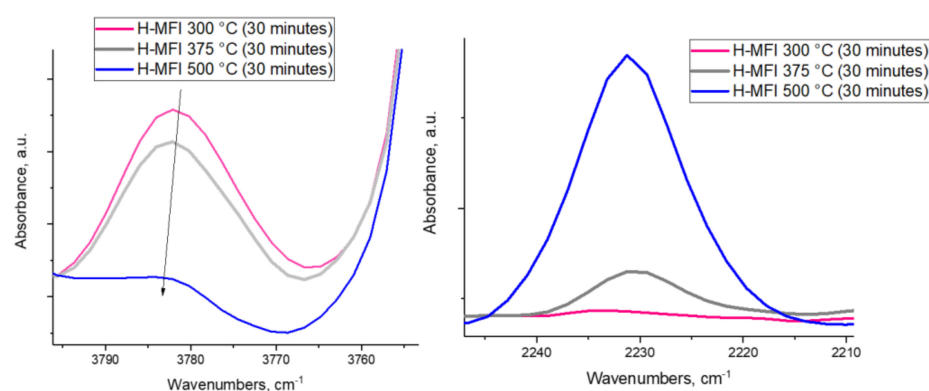 H-MFI 300 °C (30 minutes)
H-MFI 375 °C (30 minutes)
H-MFI 500 °C (30 minutes)
Absorbance, a.u.
3790 3780 3770 3760
Wavenumbers, cm-1
H-MFI 300 °C (30 minutes)
H-MFI 375 °C (30 minutes)
H-MFI 500 °C (30 minutes)
Absorbance, a.u.
2240 2230 2220 2210
Wavenumbers, cm-1